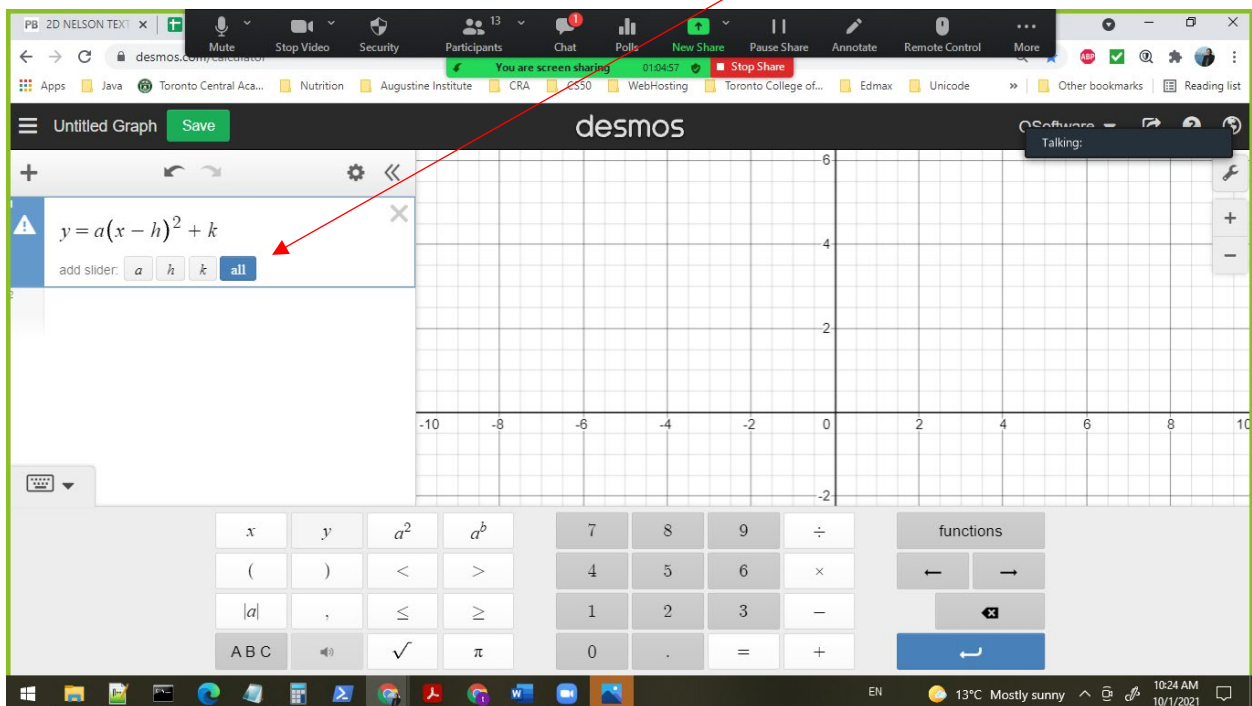 PB 2D NELSON TEXT
Mute Stop Video Security Participants 13 Chat 1 Polls New Share Pause Share Annotate Remote Control More
desmos.com/calculator
You are screen sharing 01:04:57 Stop Share
Apps Java Toronto Central Aca... Nutrition Augustine Institute CRA CS50 WebHosting Toronto College of... Edmax Unicode » Other bookmarks Reading list
Untitled Graph Save desmos QSoftware
Talking:
y = a(x − h)² + k
add slider: a h k all
2
6
4
2
-10 -8 -6 -4 -2 0 2 4 6 8 10
-2
x y a² aᵇ 7 8 9 ÷ functions
( ) < > 4 5 6 × ← →
|a| , ≤ ≥ 1 2 3 −
A B C √ π 0 . = +
EN 13°C Mostly sunny 10:24 AM
10/1/2021